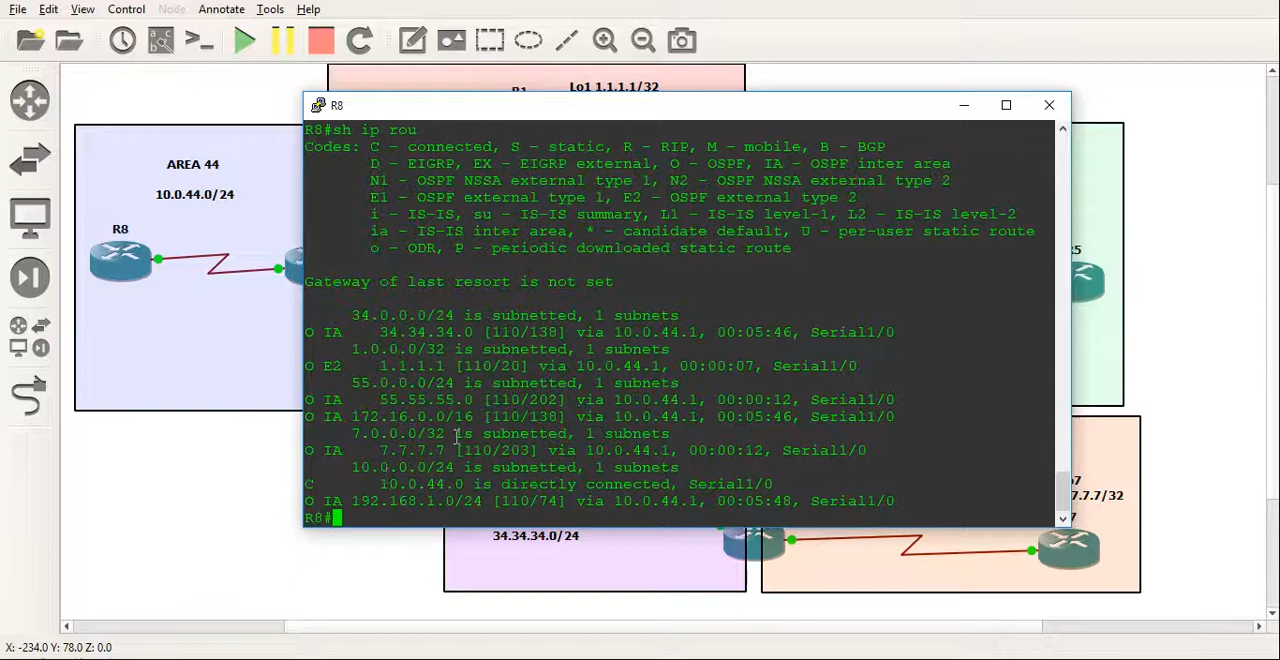 File Edit View Control Node Annotate Tools Help
Lo1 1.1.1.1/32
R8
R8#sh ip rou
Codes: C - connected, S - static, R - RIP, M - mobile, B - BGP
D - EIGRP, EX - EIGRP external, O - OSPF, IA - OSPF inter area
N1 - OSPF NSSA external type 1, N2 - OSPF NSSA external type 2
E1 - OSPF external type 1, E2 - OSPF external type 2
i - IS-IS, su - IS-IS summary, L1 - IS-IS level-1, L2 - IS-IS level-2
ia - IS-IS inter area, * - candidate default, U - per-user static route
o - ODR, P - periodic downloaded static route
Gateway of last resort is not set
34.0.0.0/24 is subnetted, 1 subnets
O IA 34.34.34.0 [110/138] via 10.0.44.1, 00:05:46, Serial1/0
1.0.0.0/32 is subnetted, 1 subnets
O E2 1.1.1.1 [110/20] via 10.0.44.1, 00:00:07, Serial1/0
55.0.0.0/24 is subnetted, 1 subnets
O IA 55.55.55.0 [110/202] via 10.0.44.1, 00:00:12, Serial1/0
O IA 172.16.0.0/16 [110/138] via 10.0.44.1, 00:05:46, Serial1/0
7.0.0.0/32 is subnetted, 1 subnets
O IA 7.7.7.7 [110/203] via 10.0.44.1, 00:00:12, Serial1/0
10.0.0.0/24 is subnetted, 1 subnets
C 10.0.44.0 is directly connected, Serial1/0
O IA 192.168.1.0/24 [110/74] via 10.0.44.1, 00:05:48, Serial1/0
R8#
AREA 44
10.0.44.0/24
R8
34.34.34.0/24
7.7.7/32
X: -234.0 Y: 78.0 Z: 0.0